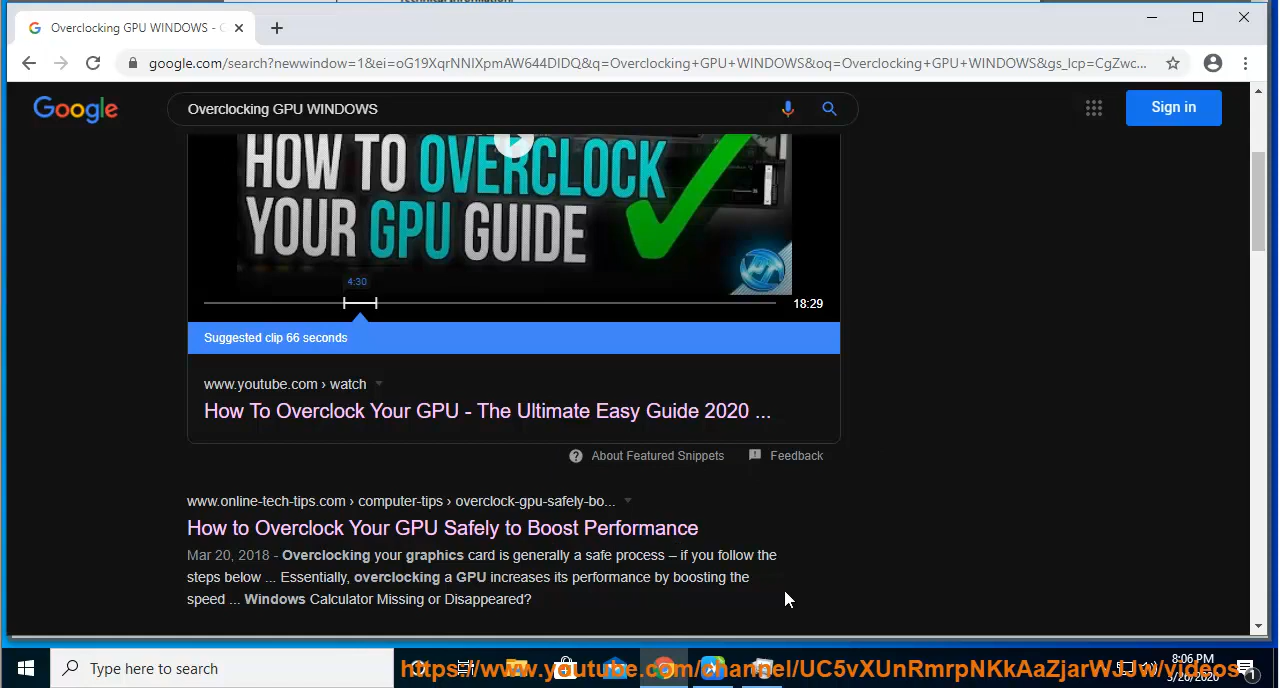 Overclocking GPU WINDOWS - G
google.com/search?newwindow=1&ei=oG19XqrNNIXpmAW644DIDQ&q=Overclocking+GPU+WINDOWS&oq=Overclocking+GPU+WINDOWS&gs_lcp=CgZwc...
Google
Overclocking GPU WINDOWS
Sign in
HOW TO OVERCLOCK
YOUR GPU GUIDE
4:30
18:29
Suggested clip 66 seconds
www.youtube.com › watch
How To Overclock Your GPU - The Ultimate Easy Guide 2020 ...
About Featured Snippets
Feedback
www.online-tech-tips.com › computer-tips › overclock-gpu-safely-bo...
How to Overclock Your GPU Safely to Boost Performance
Mar 20, 2018 - Overclocking your graphics card is generally a safe process – if you follow the
steps below ... Essentially, overclocking a GPU increases its performance by boosting the
speed ... Windows Calculator Missing or Disappeared?
Type here to search
https://www.youtube.com/channel/UC5vXUnRmrpNKkAaZjarWJJw/videos
8:06 PM
3/26/2020
1